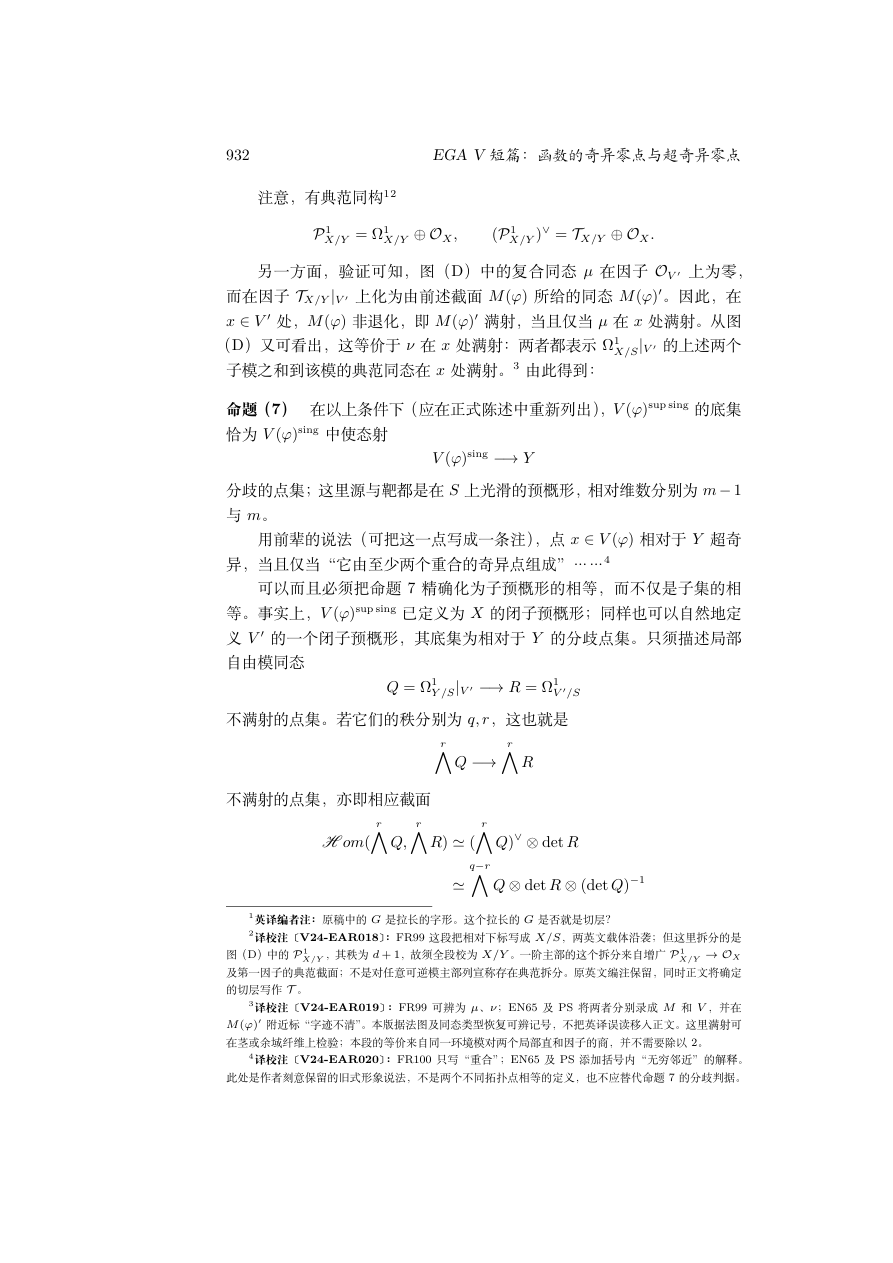 932 EGA V 短篇：函数的奇异零点与超奇异零点
注意，有典范同构¹²
𝒫¹_{X/Y} = Ω¹_{X/Y} ⊕ 𝒪_X, (𝒫¹_{X/Y})^∨ = 𝒯_{X/Y} ⊕ 𝒪_X.
另一方面，验证可知，图（D）中的复合同态 μ 在因子 𝒪_{V′} 上为零，
而在因子 𝒯_{X/Y}|_{V′} 上化为由前述截面 M(φ) 所给的同态 M(φ)′。因此，在
x ∈ V′ 处，M(φ) 非退化，即 M(φ)′ 满射，当且仅当 μ 在 x 处满射。从图
（D）又可看出，这等价于 ν 在 x 处满射：两者都表示 Ω¹_{X/S}|_{V′} 的上述两个
子模之和到该模的典范同态在 x 处满射。³ 由此得到：
命题（7） 在以上条件下（应在正式陈述中重新列出），V(φ)^{sup sing} 的底集
恰为 V(φ)^{sing} 中使态射
V(φ)^{sing} ⟶ Y
分歧的点集；这里源与靶都是在 S 上光滑的预概形，相对维数分别为 m − 1
与 m。
用前辈的说法（可把这一点写成一条注），点 x ∈ V(φ) 相对于 Y 超奇
异，当且仅当“它由至少两个重合的奇异点组成”⋯⋯⁴
可以而且必须把命题 7 精确化为子预概形的相等，而不仅是子集的相
等。事实上，V(φ)^{sup sing} 已定义为 X 的闭子预概形；同样也可以自然地定
义 V′ 的一个闭子预概形，其底集为相对于 Y 的分歧点集。只须描述局部
自由模同态
Q = Ω¹_{Y/S}|_{V′} ⟶ R = Ω¹_{V′/S}
不满射的点集。若它们的秩分别为 q, r，这也就是
⋀^r Q ⟶ ⋀^r R
不满射的点集，亦即相应截面
ℋom(⋀^r Q, ⋀^r R) ≃ (⋀^r Q)^∨ ⊗ det R
≃ ⋀^{q−r} Q ⊗ det R ⊗ (det Q)^{−1}
¹英译编者注：原稿中的 G 是拉长的字形。这个拉长的 G 是否就是切层？
²译校注〔V24-EAR018〕：FR99 这段把相对下标写成 X/S，两英文载体沿袭；但这里拆分的是
图（D）中的 𝒫¹_{X/Y}，其秩为 d + 1，故须全段校为 X/Y。一阶主部的这个拆分来自增广 𝒫¹_{X/Y} → 𝒪_X
及第一因子的典范截面；不是对任意可逆模主部列宣称存在典范拆分。原英文编注保留，同时正文将确定
的切层写作 𝒯。
³译校注〔V24-EAR019〕：FR99 可辨为 μ、ν；EN65 及 PS 将两者分别录成 M 和 V，并在
M(φ)′ 附近标“字迹不清”。本版据法图及同态类型恢复可辨记号，不把英译误读移入正文。这里满射可
在茎或余域纤维上检验；本段的等价来自同一环境模对两个局部直和因子的商，并不需要除以 2。
⁴译校注〔V24-EAR020〕：FR100 只写“重合”；EN65 及 PS 添加括号内“无穷邻近”的解释。
此处是作者刻意保留的旧式形象说法，不是两个不同拓扑点相等的定义，也不应替代命题 7 的分歧判据。